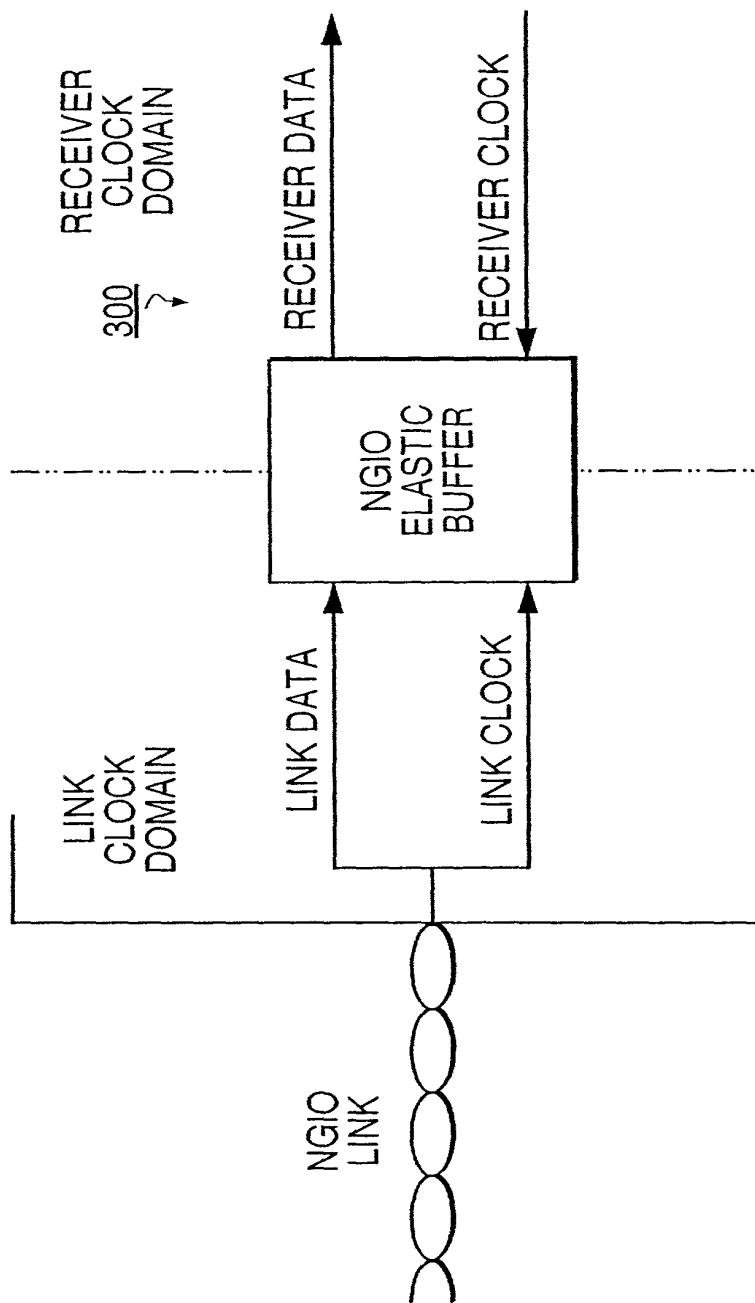 LINK
CLOCK
DOMAIN
RECEIVER
CLOCK
DOMAIN
300
NGIO
LINK
LINK DATA
LINK CLOCK
NGIO
ELASTIC
BUFFER
RECEIVER DATA
RECEIVER CLOCK